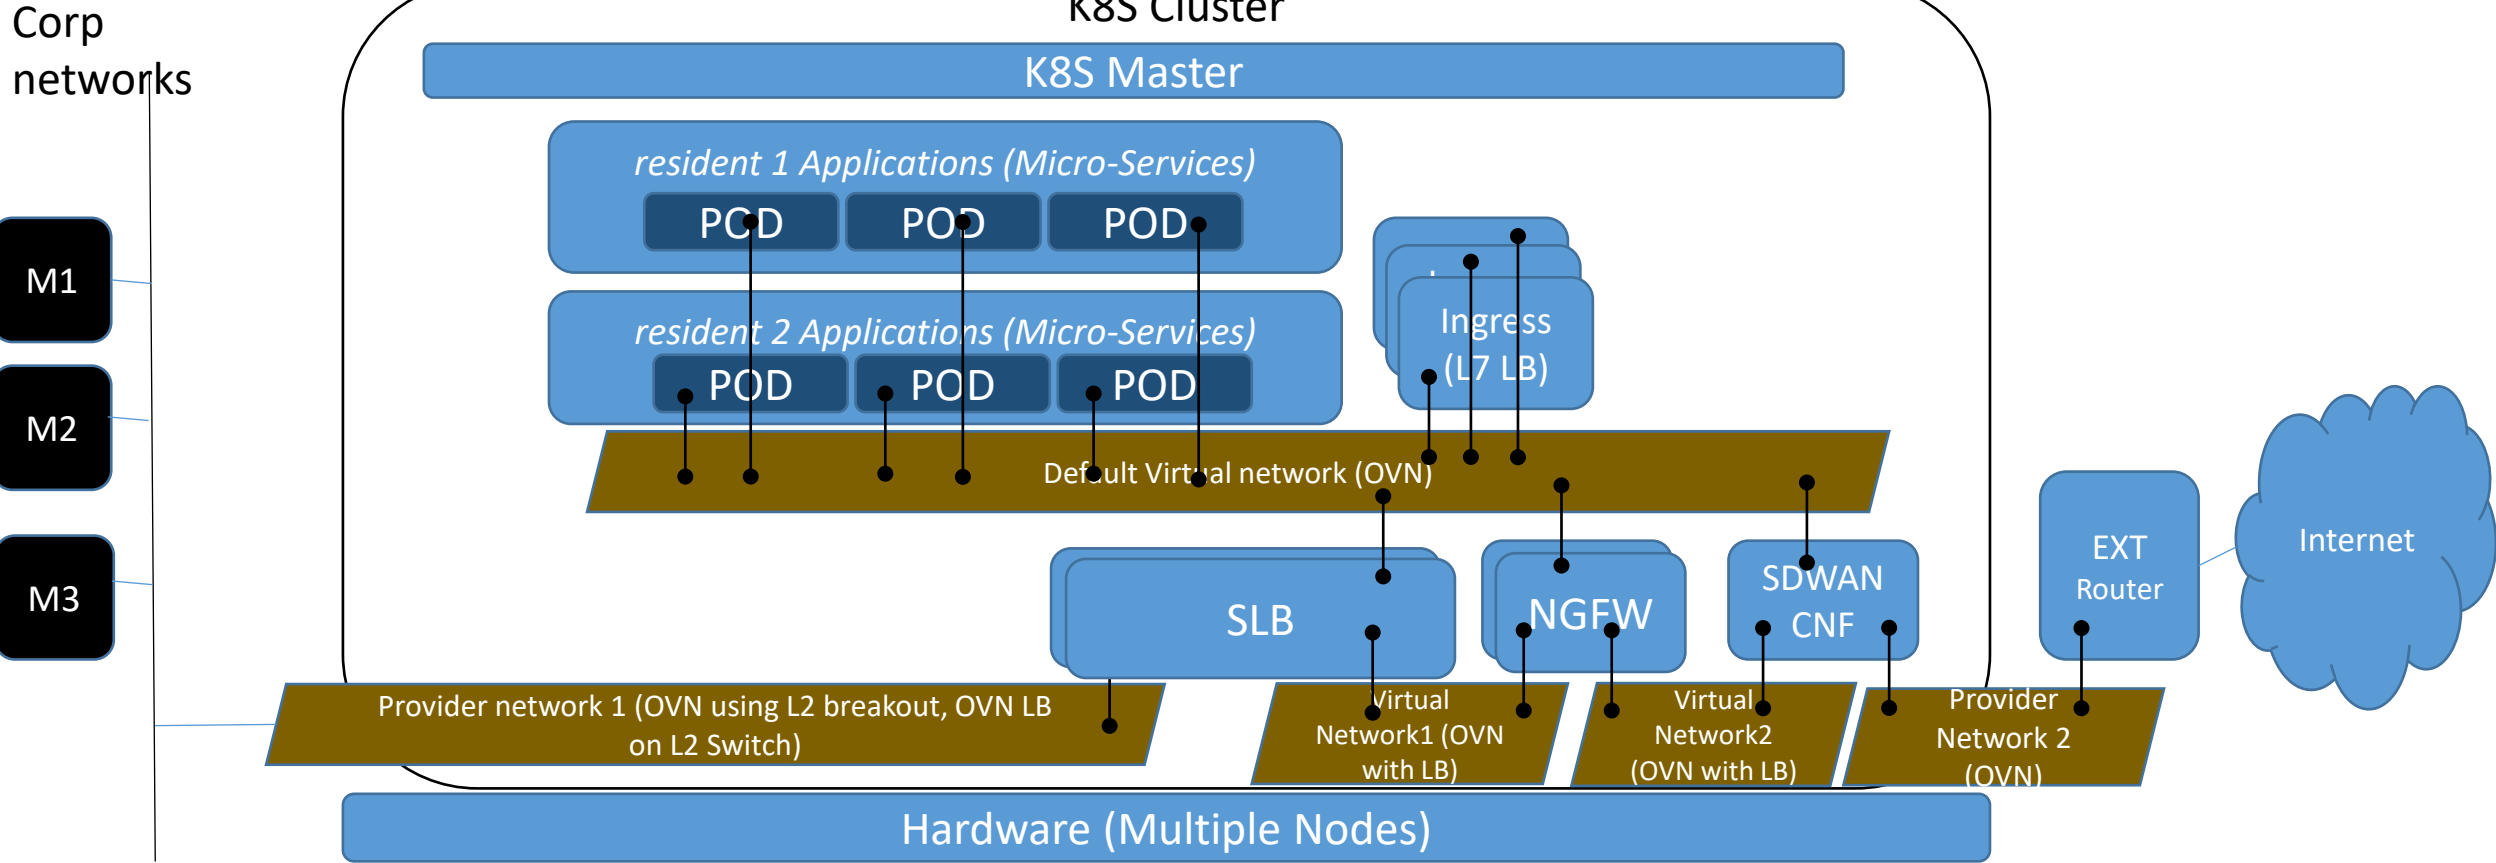 Corp
networks
K8S Cluster
K8S Master
resident 1 Applications (Micro-Services)
POD
POD
POD
resident 2 Applications (Micro-Services)
POD
POD
POD
Ingress
(L7 LB)
M1
M2
M3
Default Virtual network (OVN)
SLB
NGFW
SDWAN
CNF
EXT
Router
Internet
Provider network 1 (OVN using L2 breakout, OVN LB
on L2 Switch)
Virtual
Network1 (OVN
with LB)
Virtual
Network2
(OVN with LB)
Provider
Network 2
(OVN)
Hardware (Multiple Nodes)